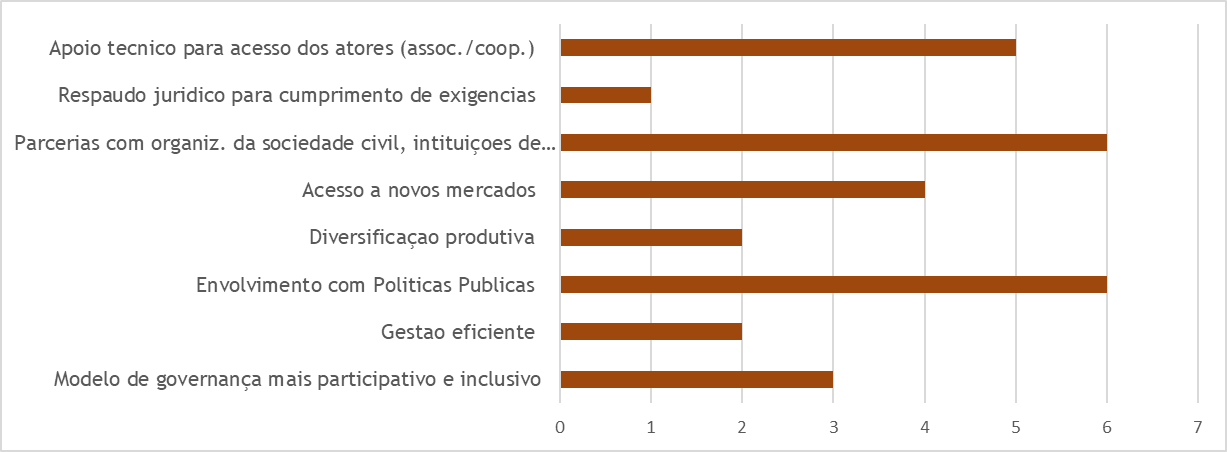 Apoio tecnico para acesso dos atores (assoc./coop.)
Respaudo juridico para cumprimento de exigencias
Parcerias com organiz. da sociedade civil, intituiçoes de...
Acesso a novos mercados
Diversificaçao produtiva
Envolvimento com Politicas Publicas
Gestao eficiente
Modelo de governança mais participativo e inclusivo
0 1 2 3 4 5 6 7